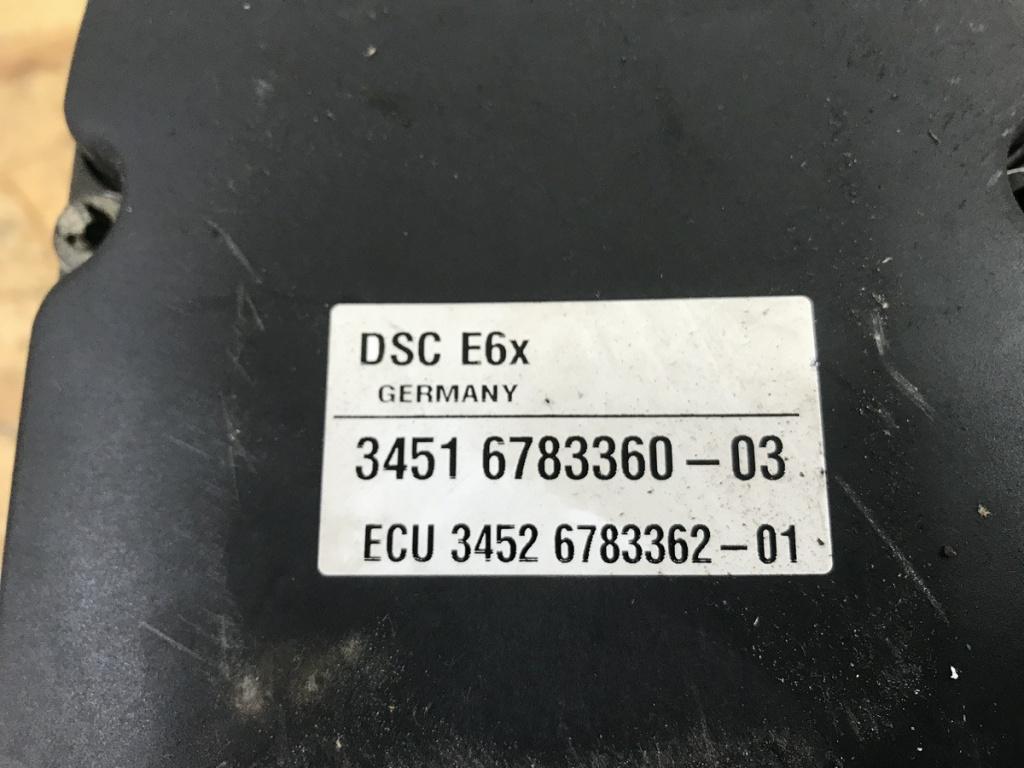 DSC E6x
GERMANY
3451 6783360-03
ECU 3452 6783362-01